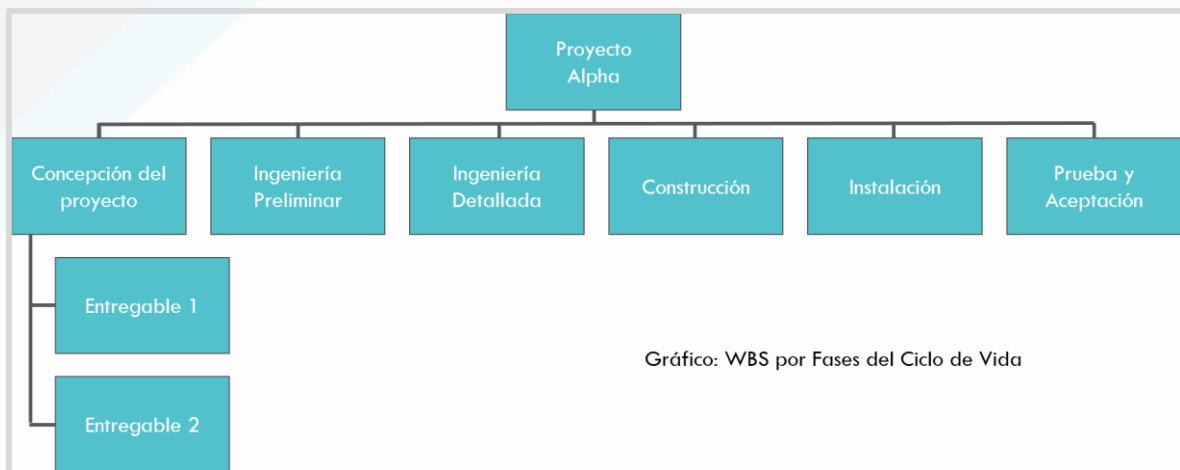 Proyecto
Alpha
Concepción del
proyecto
Ingeniería
Preliminar
Ingeniería
Detallada
Construcción
Instalación
Prueba y
Aceptación
Entregable 1
Entregable 2
Gráfico: WBS por Fases del Ciclo de Vida